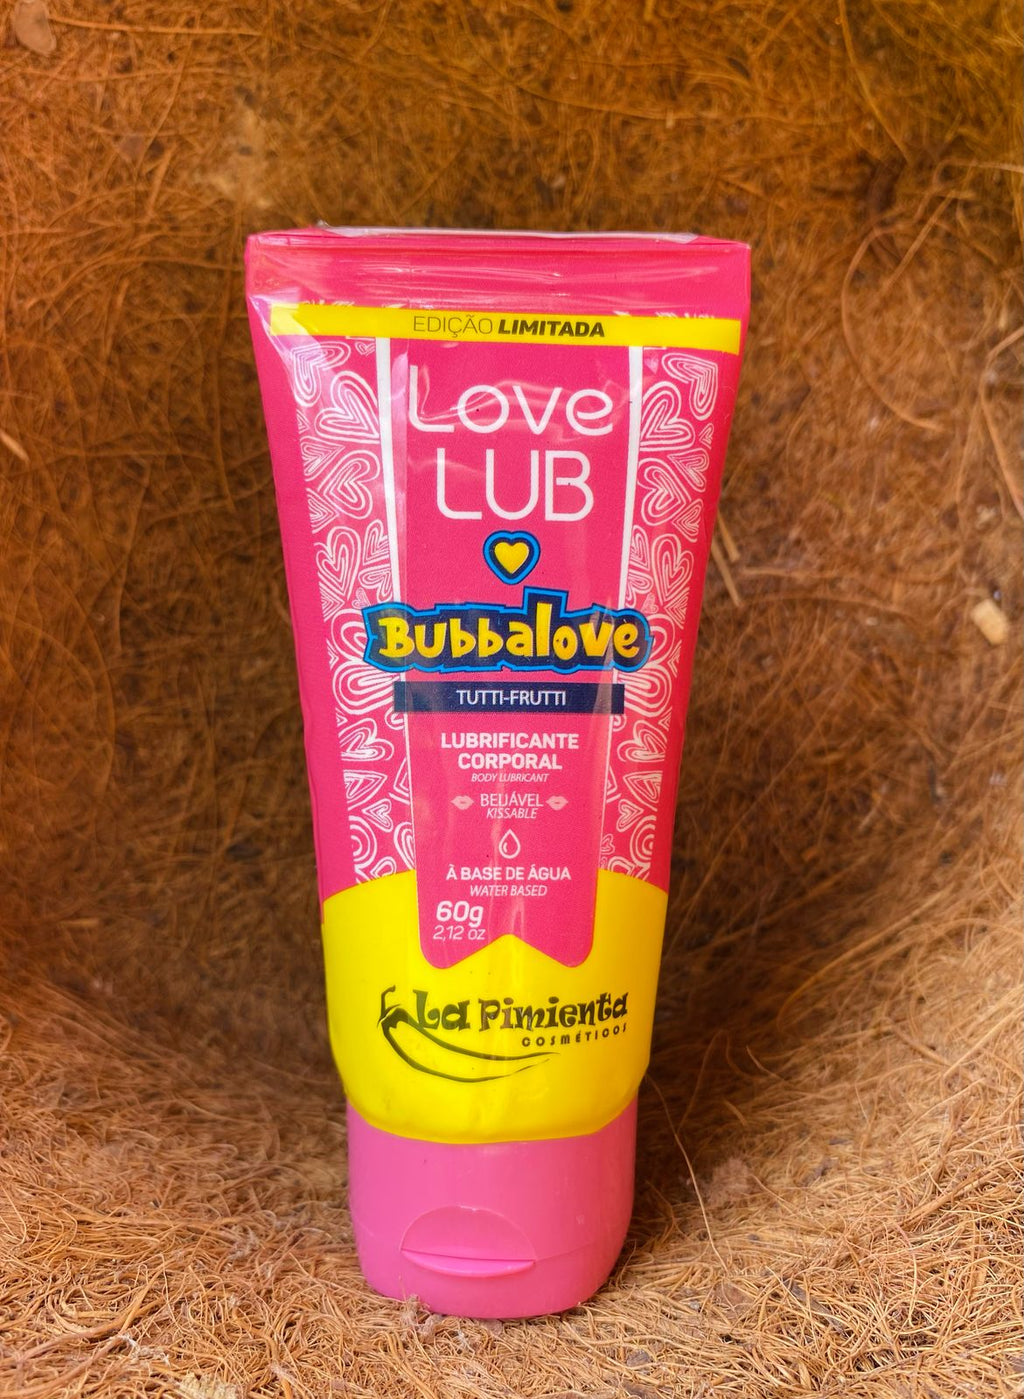 EDIÇÃO LIMITADA
Love
LUB
Bubbalove
TUTTI-FRUTTI
LUBRIFICANTE
CORPORAL
BODY LUBRICANT
BEIJÁVEL
KISSABLE
À BASE DE ÁGUA
WATER BASED
60g
2,12 oz
La Pimienta
COSMÉTICOS